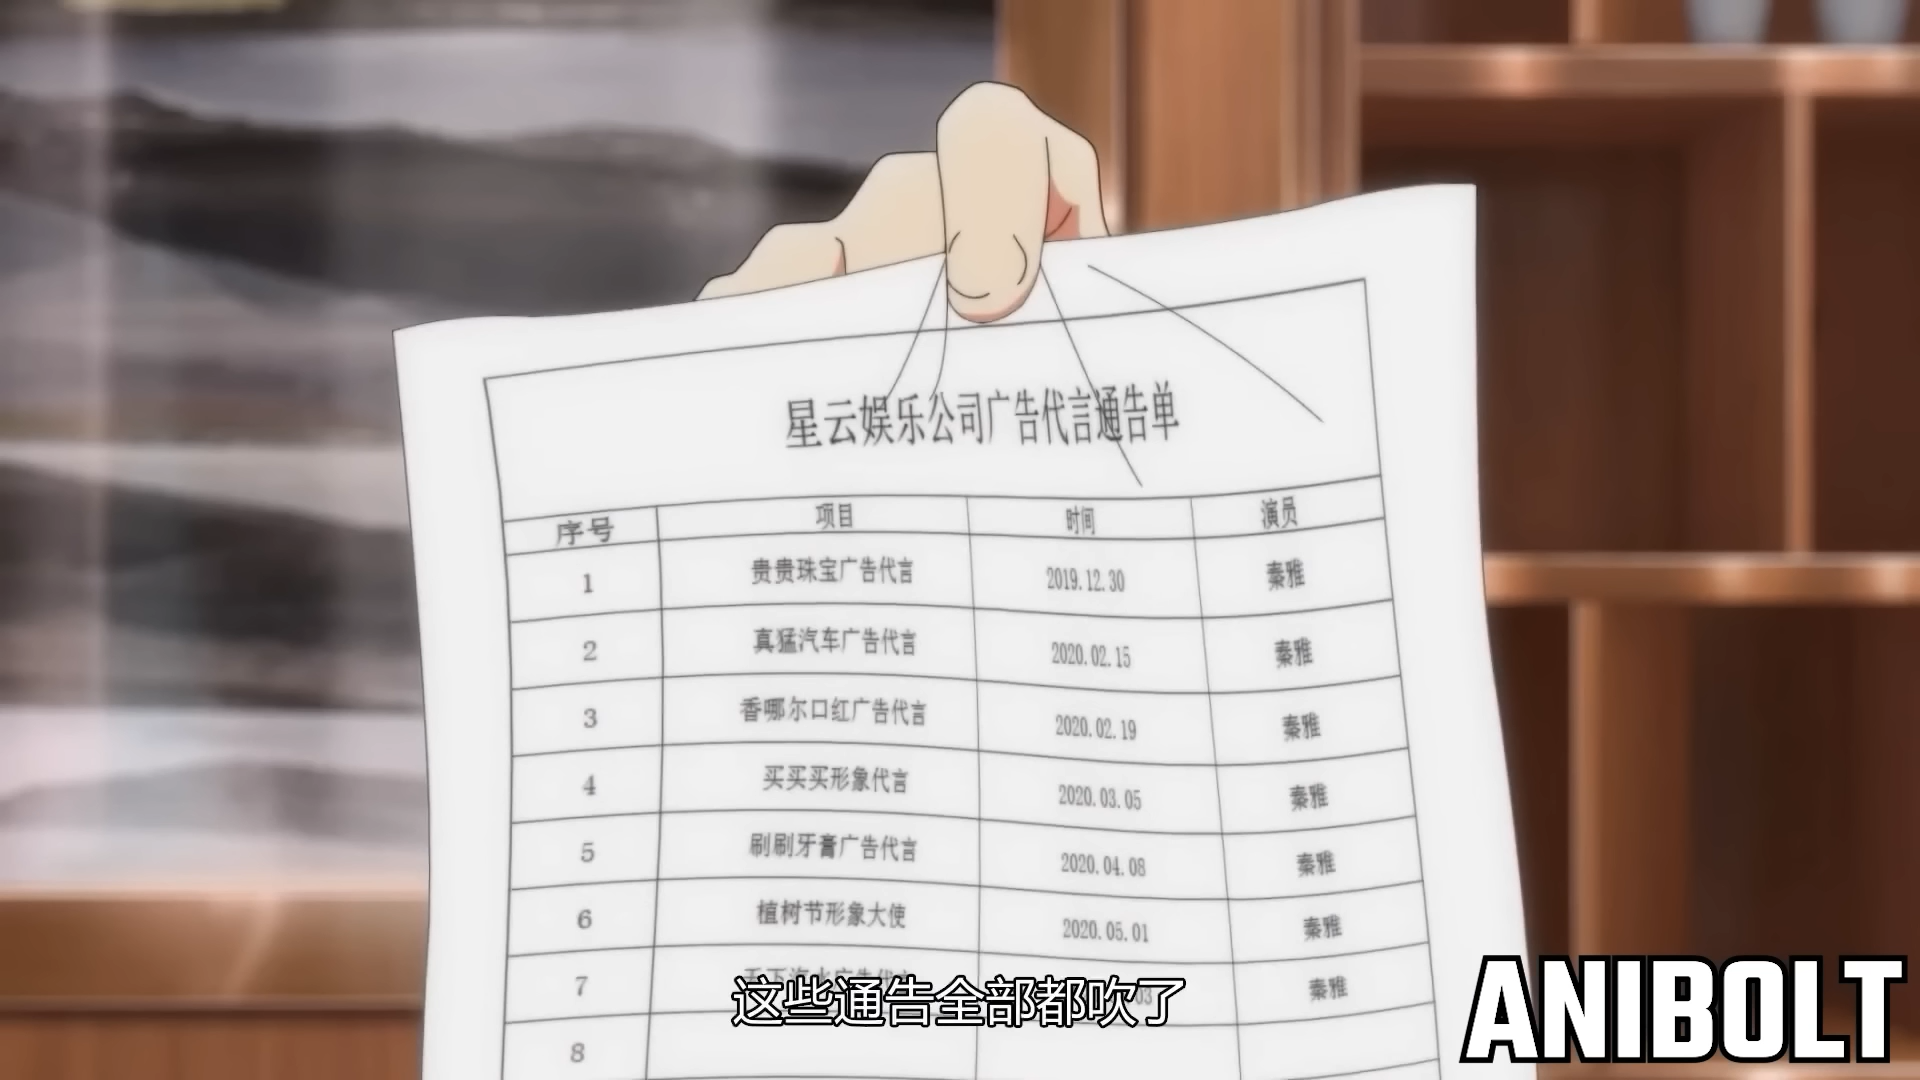 星云娱乐公司广告代言通告单
序号 项目 时间 演员
1 贵贵珠宝广告代言 2019.12.30 秦雅
2 真猛汽车广告代言 2020.02.15 秦雅
3 香哪尔口红广告代言 2020.02.19 秦雅
4 买买买形象代言 2020.03.05 秦雅
5 刷刷牙膏广告代言 2020.04.08 秦雅
6 植树节形象大使 2020.05.01 秦雅
7 秦雅
这些通告全部都吹了
8
ANIBOLT